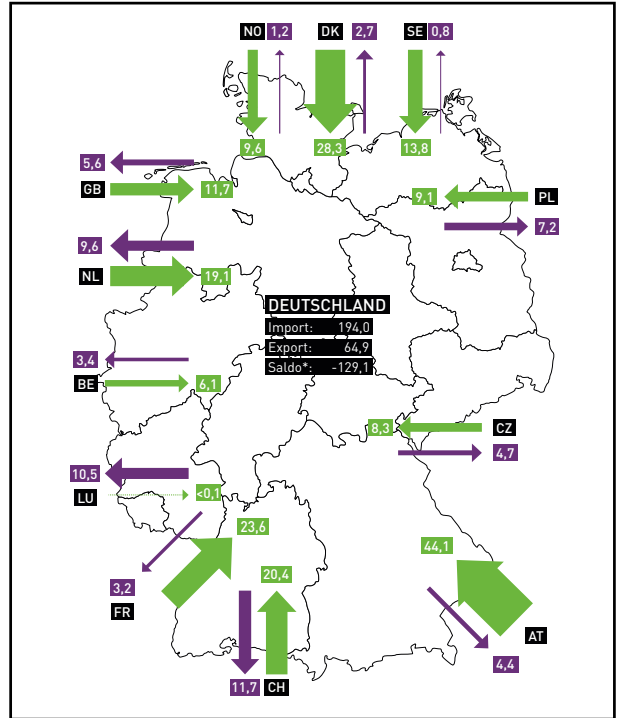 NO 1,2 DK 2,7 SE 0,8
9,6 28,3 13,8
5,6
GB 11,7
9,1 PL
7,2
9,6
NL 19,1
DEUTSCHLAND
Import: 194,0
Export: 64,9
Saldo*: -129,1
3,4
BE 6,1
8,3 CZ
4,7
10,5
LU <0,1
23,6
3,2
FR
44,1
AT
4,4
20,4
11,7 CH